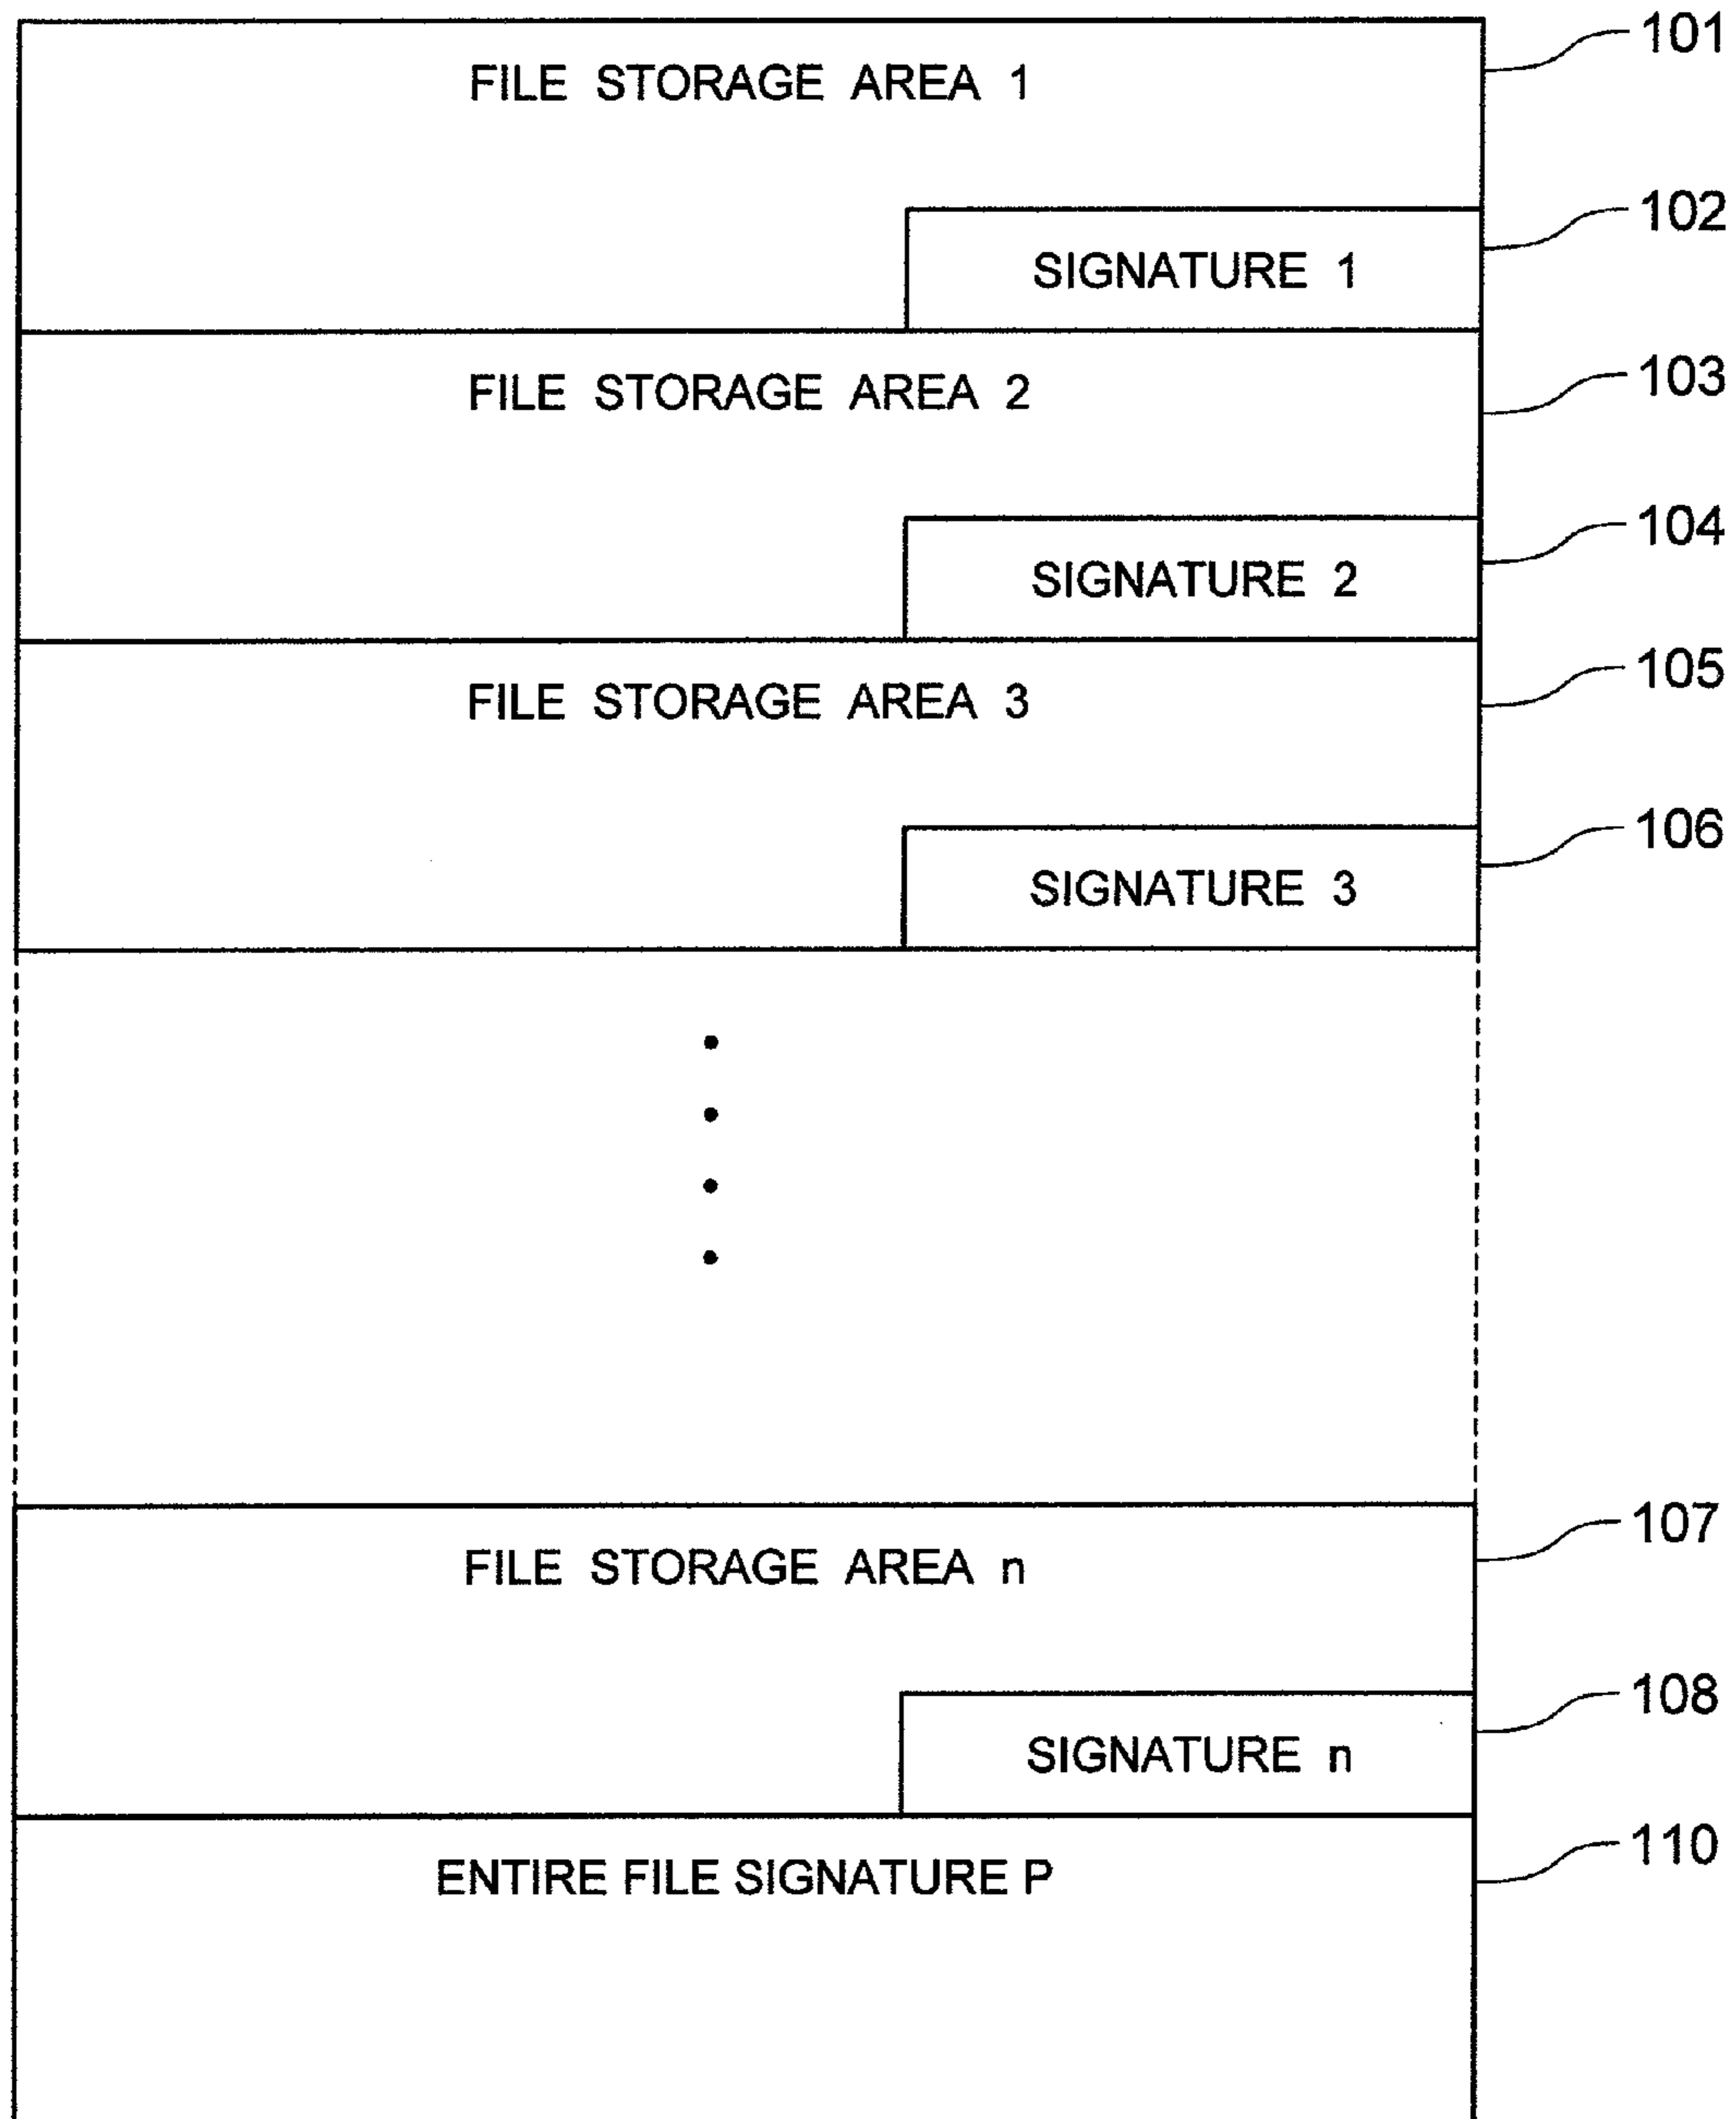 101
FILE STORAGE AREA 1
102
SIGNATURE 1
103
FILE STORAGE AREA 2
104
SIGNATURE 2
105
FILE STORAGE AREA 3
106
SIGNATURE 3
107
FILE STORAGE AREA n
108
SIGNATURE n
110
ENTIRE FILE SIGNATURE P